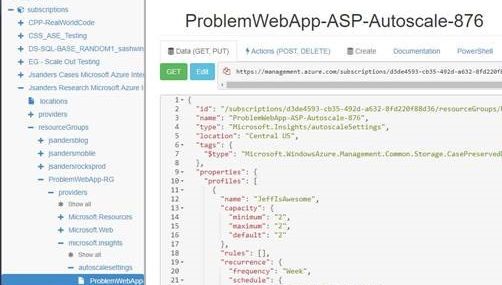 subscriptions
CPP-RealWorldCode
CSS_ASE_Testing
DS-SQL-BASE_RANDOM1_sashwin
EG - Scale Out Testing
Jsanders Cases Microsoft Azure Inter
Jsanders Research Microsoft Azure I
locations
providers
resourceGroups
jsandersblog
jsandersmobile
jsandersrocksprod
ProblemWebApp-RG
providers
Show all
Microsoft.Resources
Microsoft.Web
microsoft.insights
Show all
autoscalesettings
ProblemWebApp
ProblemWebApp-ASP-Autoscale-876
Data (GET, PUT) Actions (POST, DELETE) Create Documentation PowerShell
GET Edit https://management.azure.com/subscriptions/d3de4593-cb35-492d-a632-8fd220f88d36/resourceGroups/
1 {
2 "id": "/subscriptions/d3de4593-cb35-492d-a632-8fd220f88d36/resourceGroups/
3 "name": "ProblemWebApp-ASP-Autoscale-876",
4 "type": "Microsoft.Insights/autoscaleSettings",
5 "location": "Central US",
6 "tags": {
7 "$type": "Microsoft.WindowsAzure.Management.Common.Storage.CasePreserved
8 },
9 "properties": {
10 "profiles": [
11 {
12 "name": "JeffIsAwesome",
13 "capacity": {
14 "minimum": "2",
15 "maximum": "2",
16 "default": "2"
17 },
18 "rules": [],
19 "recurrence": {
20 "frequency": "Week",
21 "schedule": {